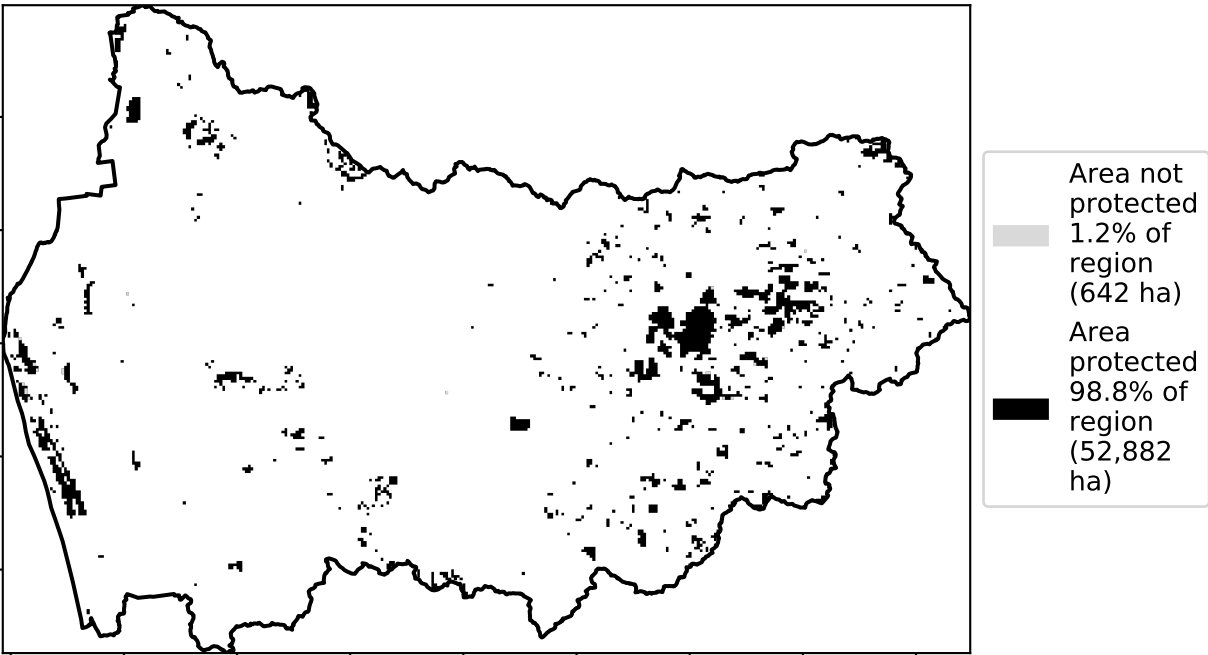 Area not
protected
1.2% of
region
(642 ha)
Area
protected
98.8% of
region
(52,882
ha)